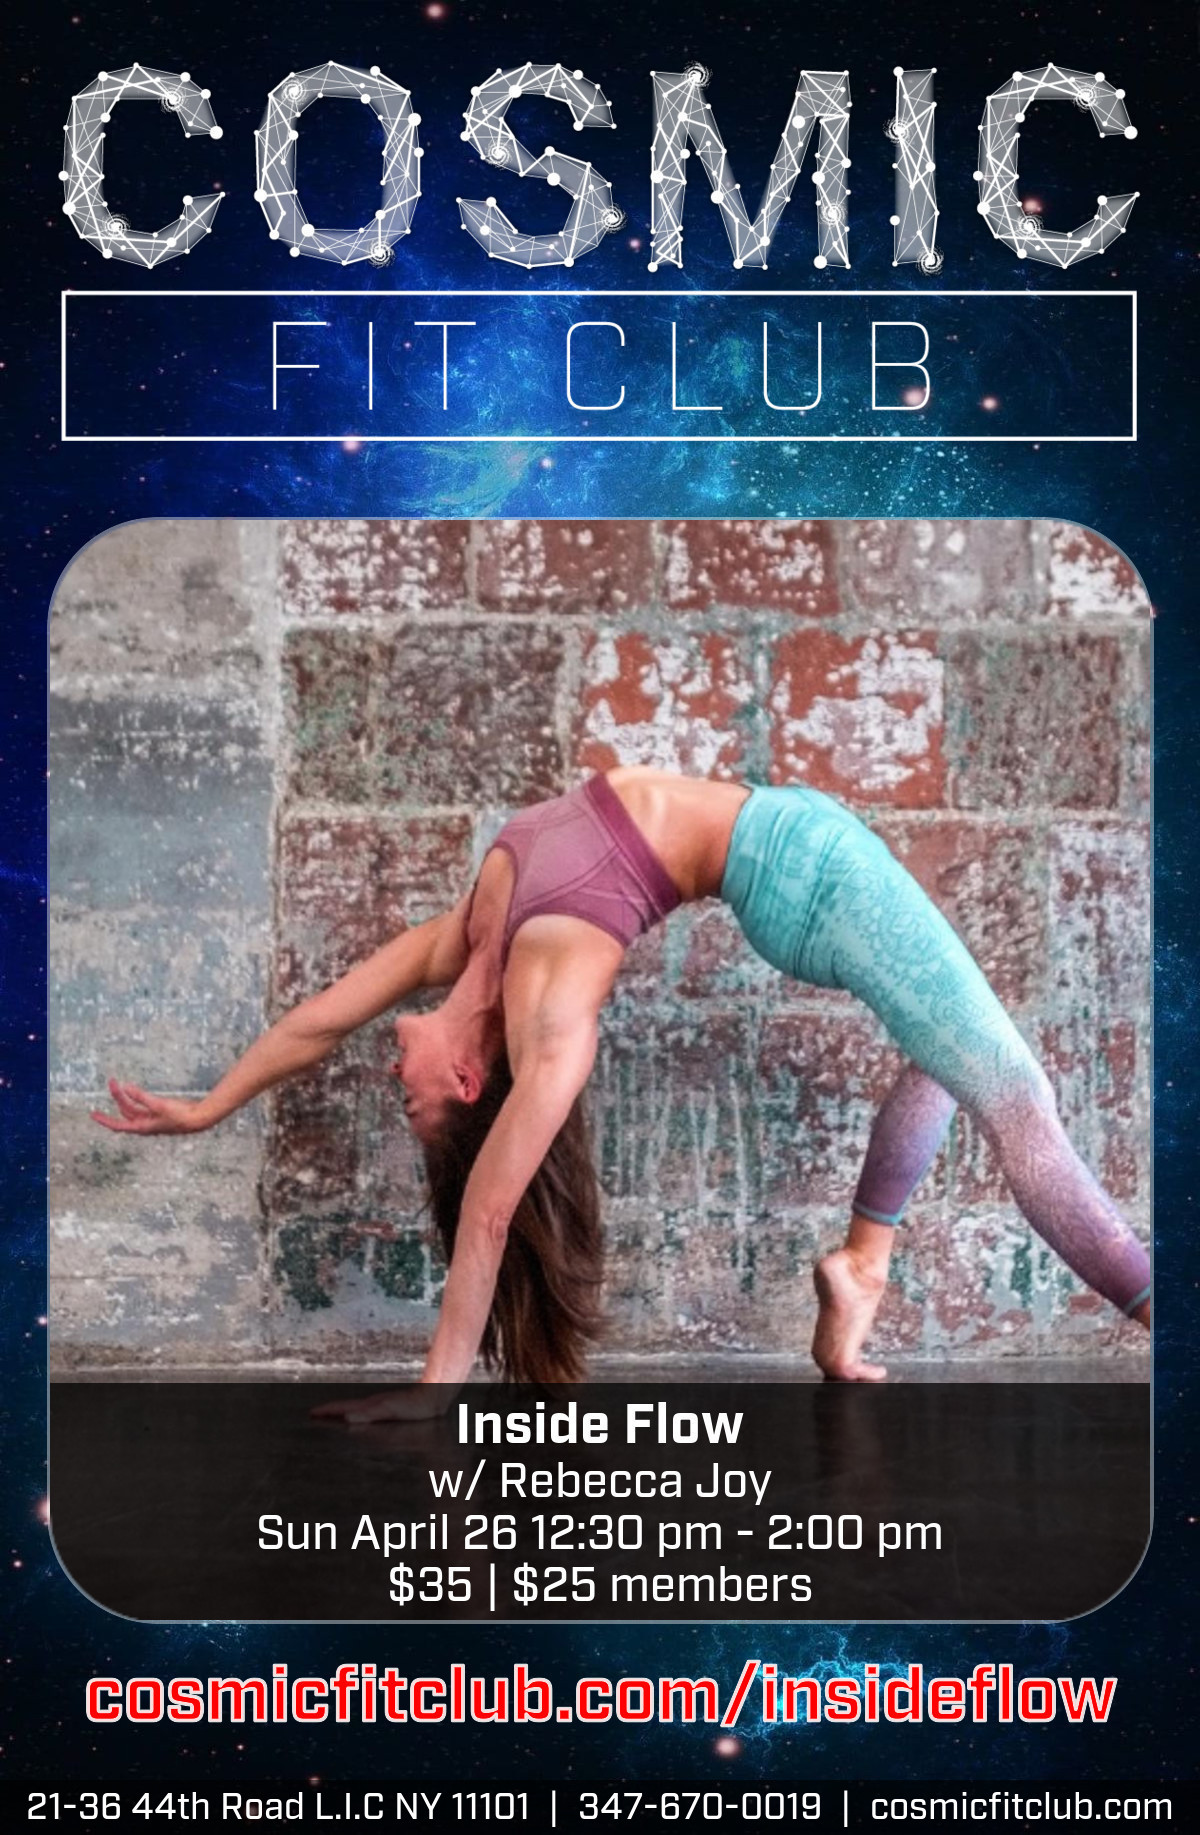 COSMIC
FIT CLUB
Inside Flow
w/ Rebecca Joy
Sun April 26 12:30 pm - 2:00 pm
$35 | $25 members
cosmicfitclub.com/insideflow
21-36 44th Road L.I.C NY 11101 | 347-670-0019 | cosmicfitclub.com